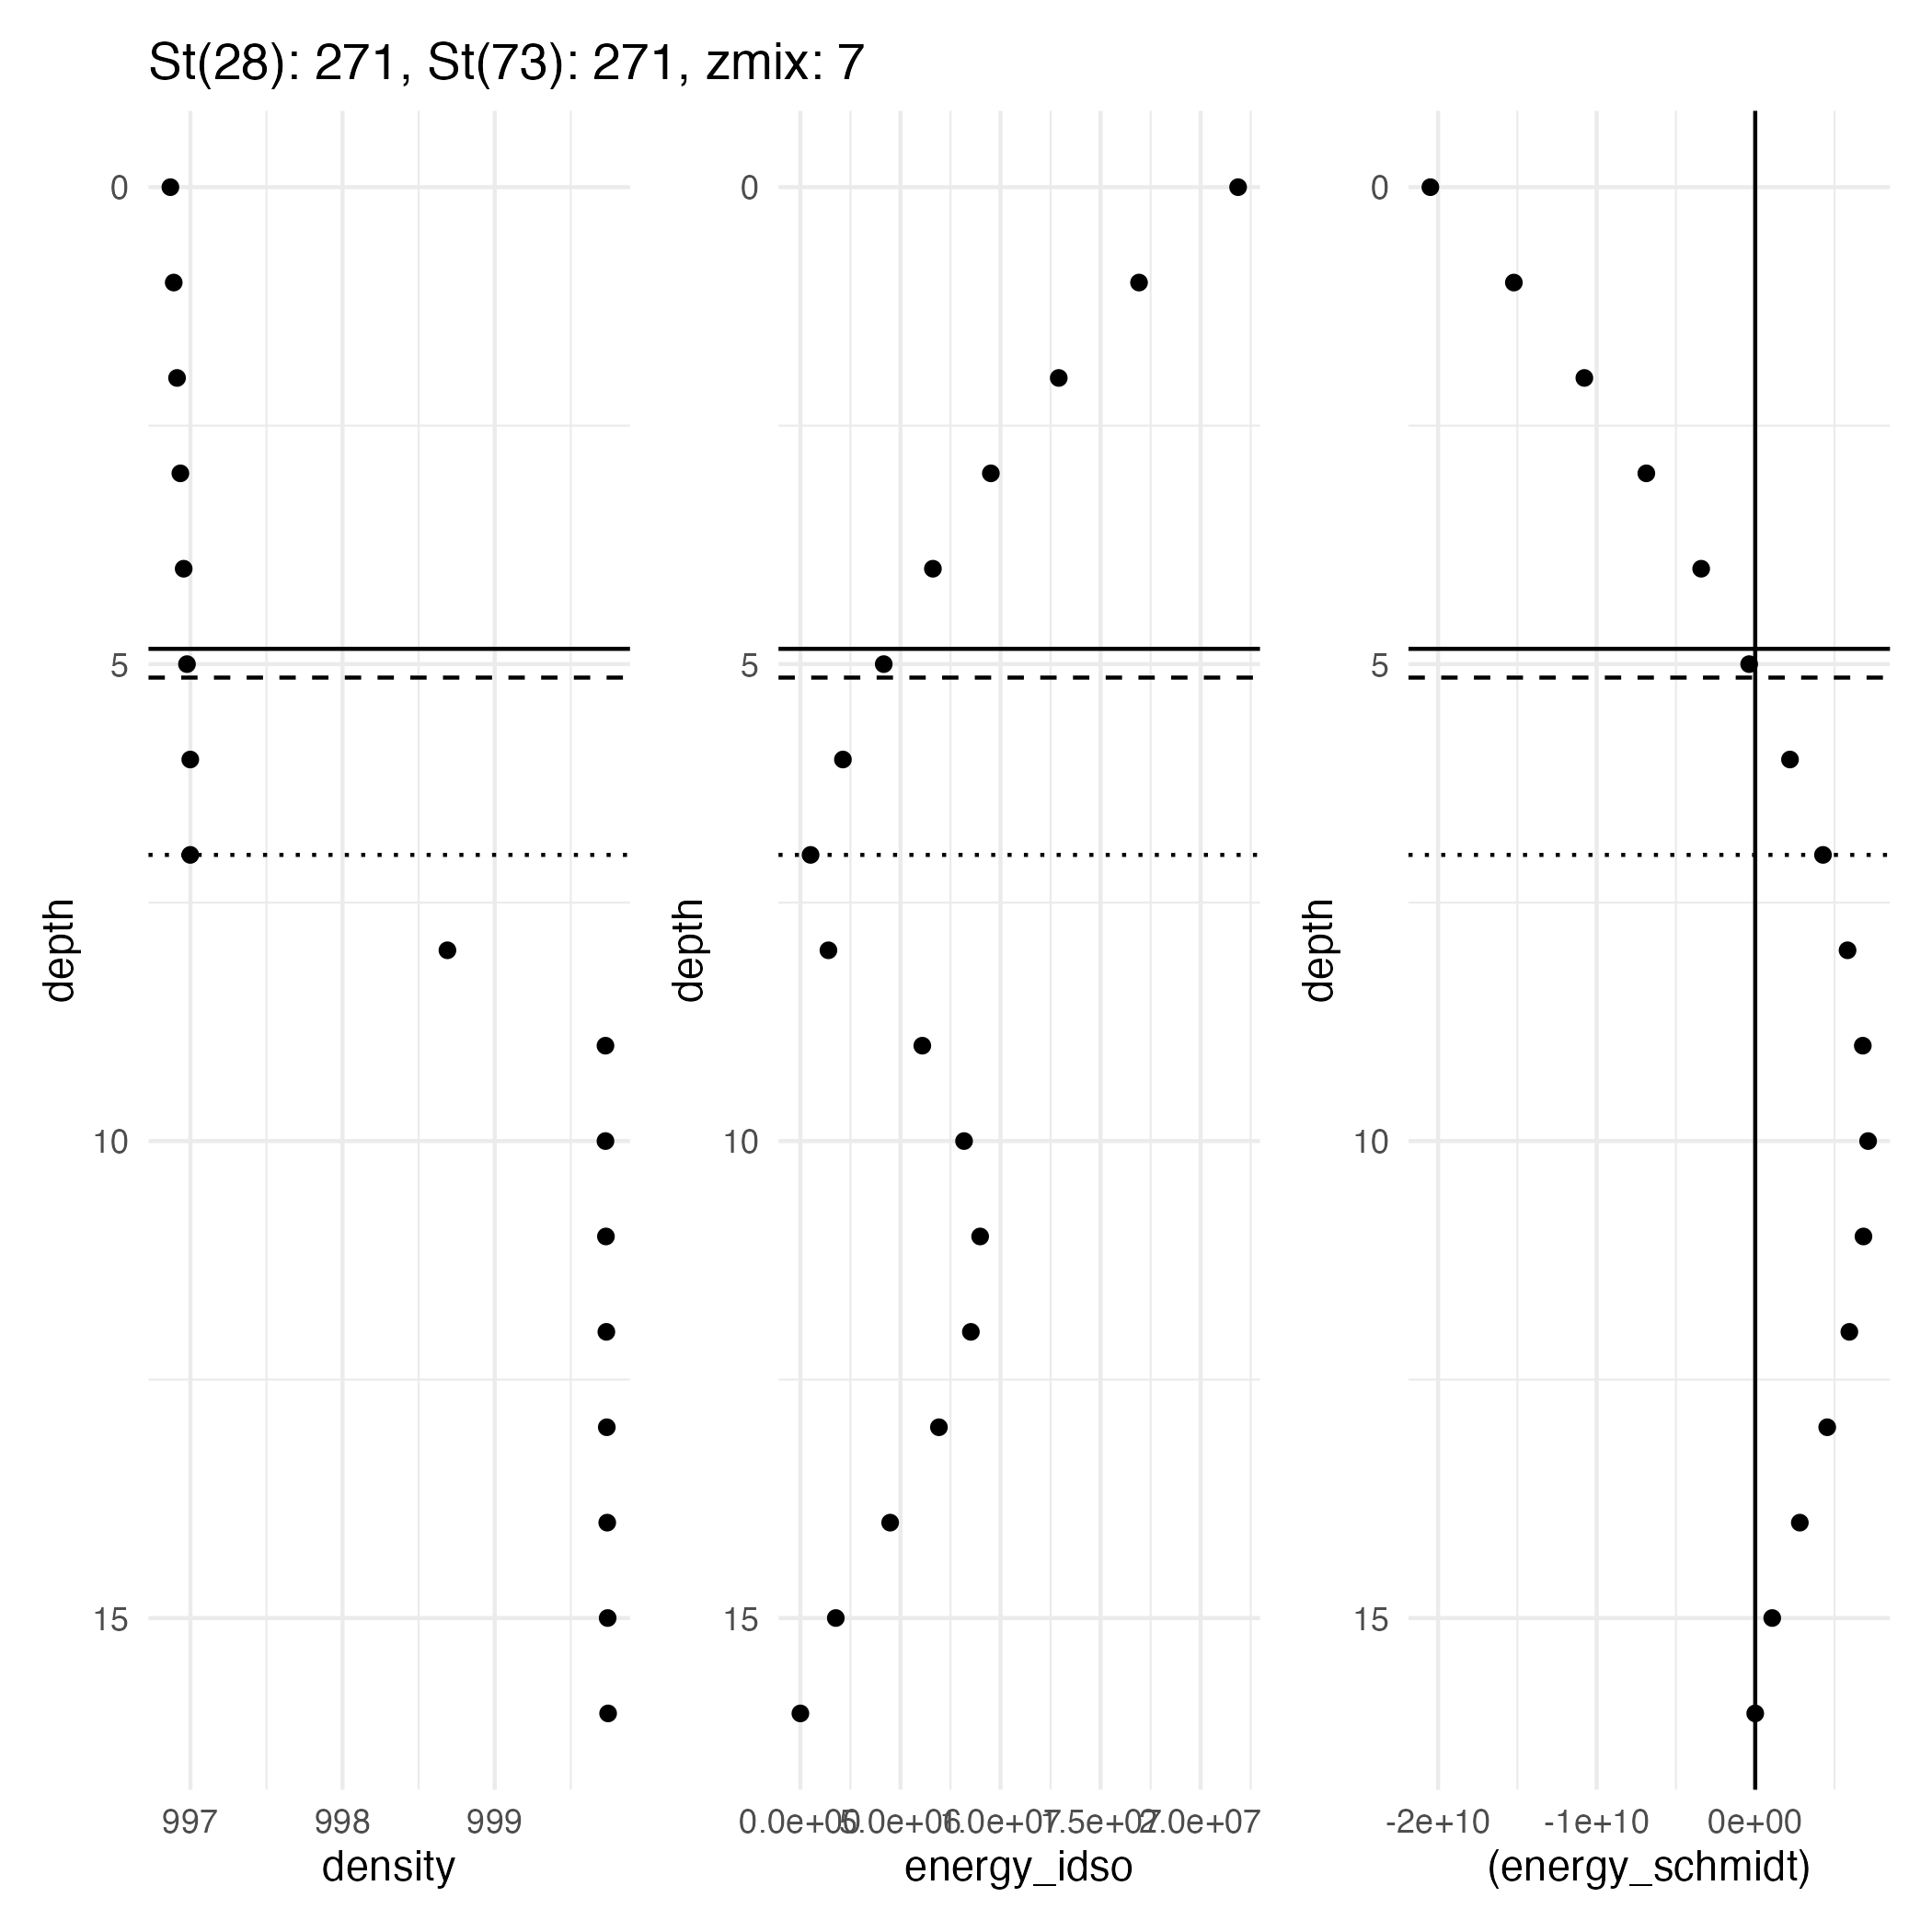 St(28): 271, St(73): 271, zmix: 7
0
5
10
15
depth
997 998 999
density
0
5
10
15
depth
0.0e+00 5.0e+06 1.0e+07 1.5e+07 2.0e+07
energy_idso
0
5
10
15
depth
-2e+10 -1e+10 0e+00
(energy_schmidt)